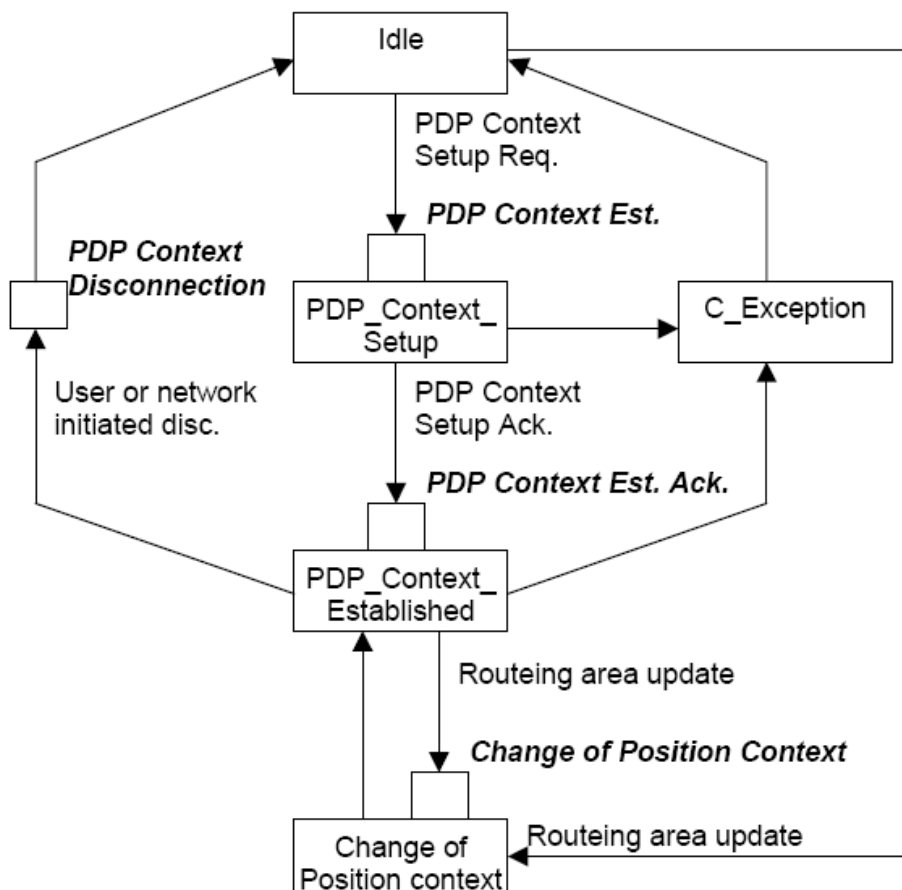 Idle
PDP Context
Setup Req.
PDP Context Est.
PDP Context
Disconnection
PDP_Context_
Setup
C_Exception
User or network
initiated disc.
PDP Context
Setup Ack.
PDP Context Est. Ack.
PDP_Context_
Established
Routeing area update
Change of Position Context
Routeing area update
Change of
Position context